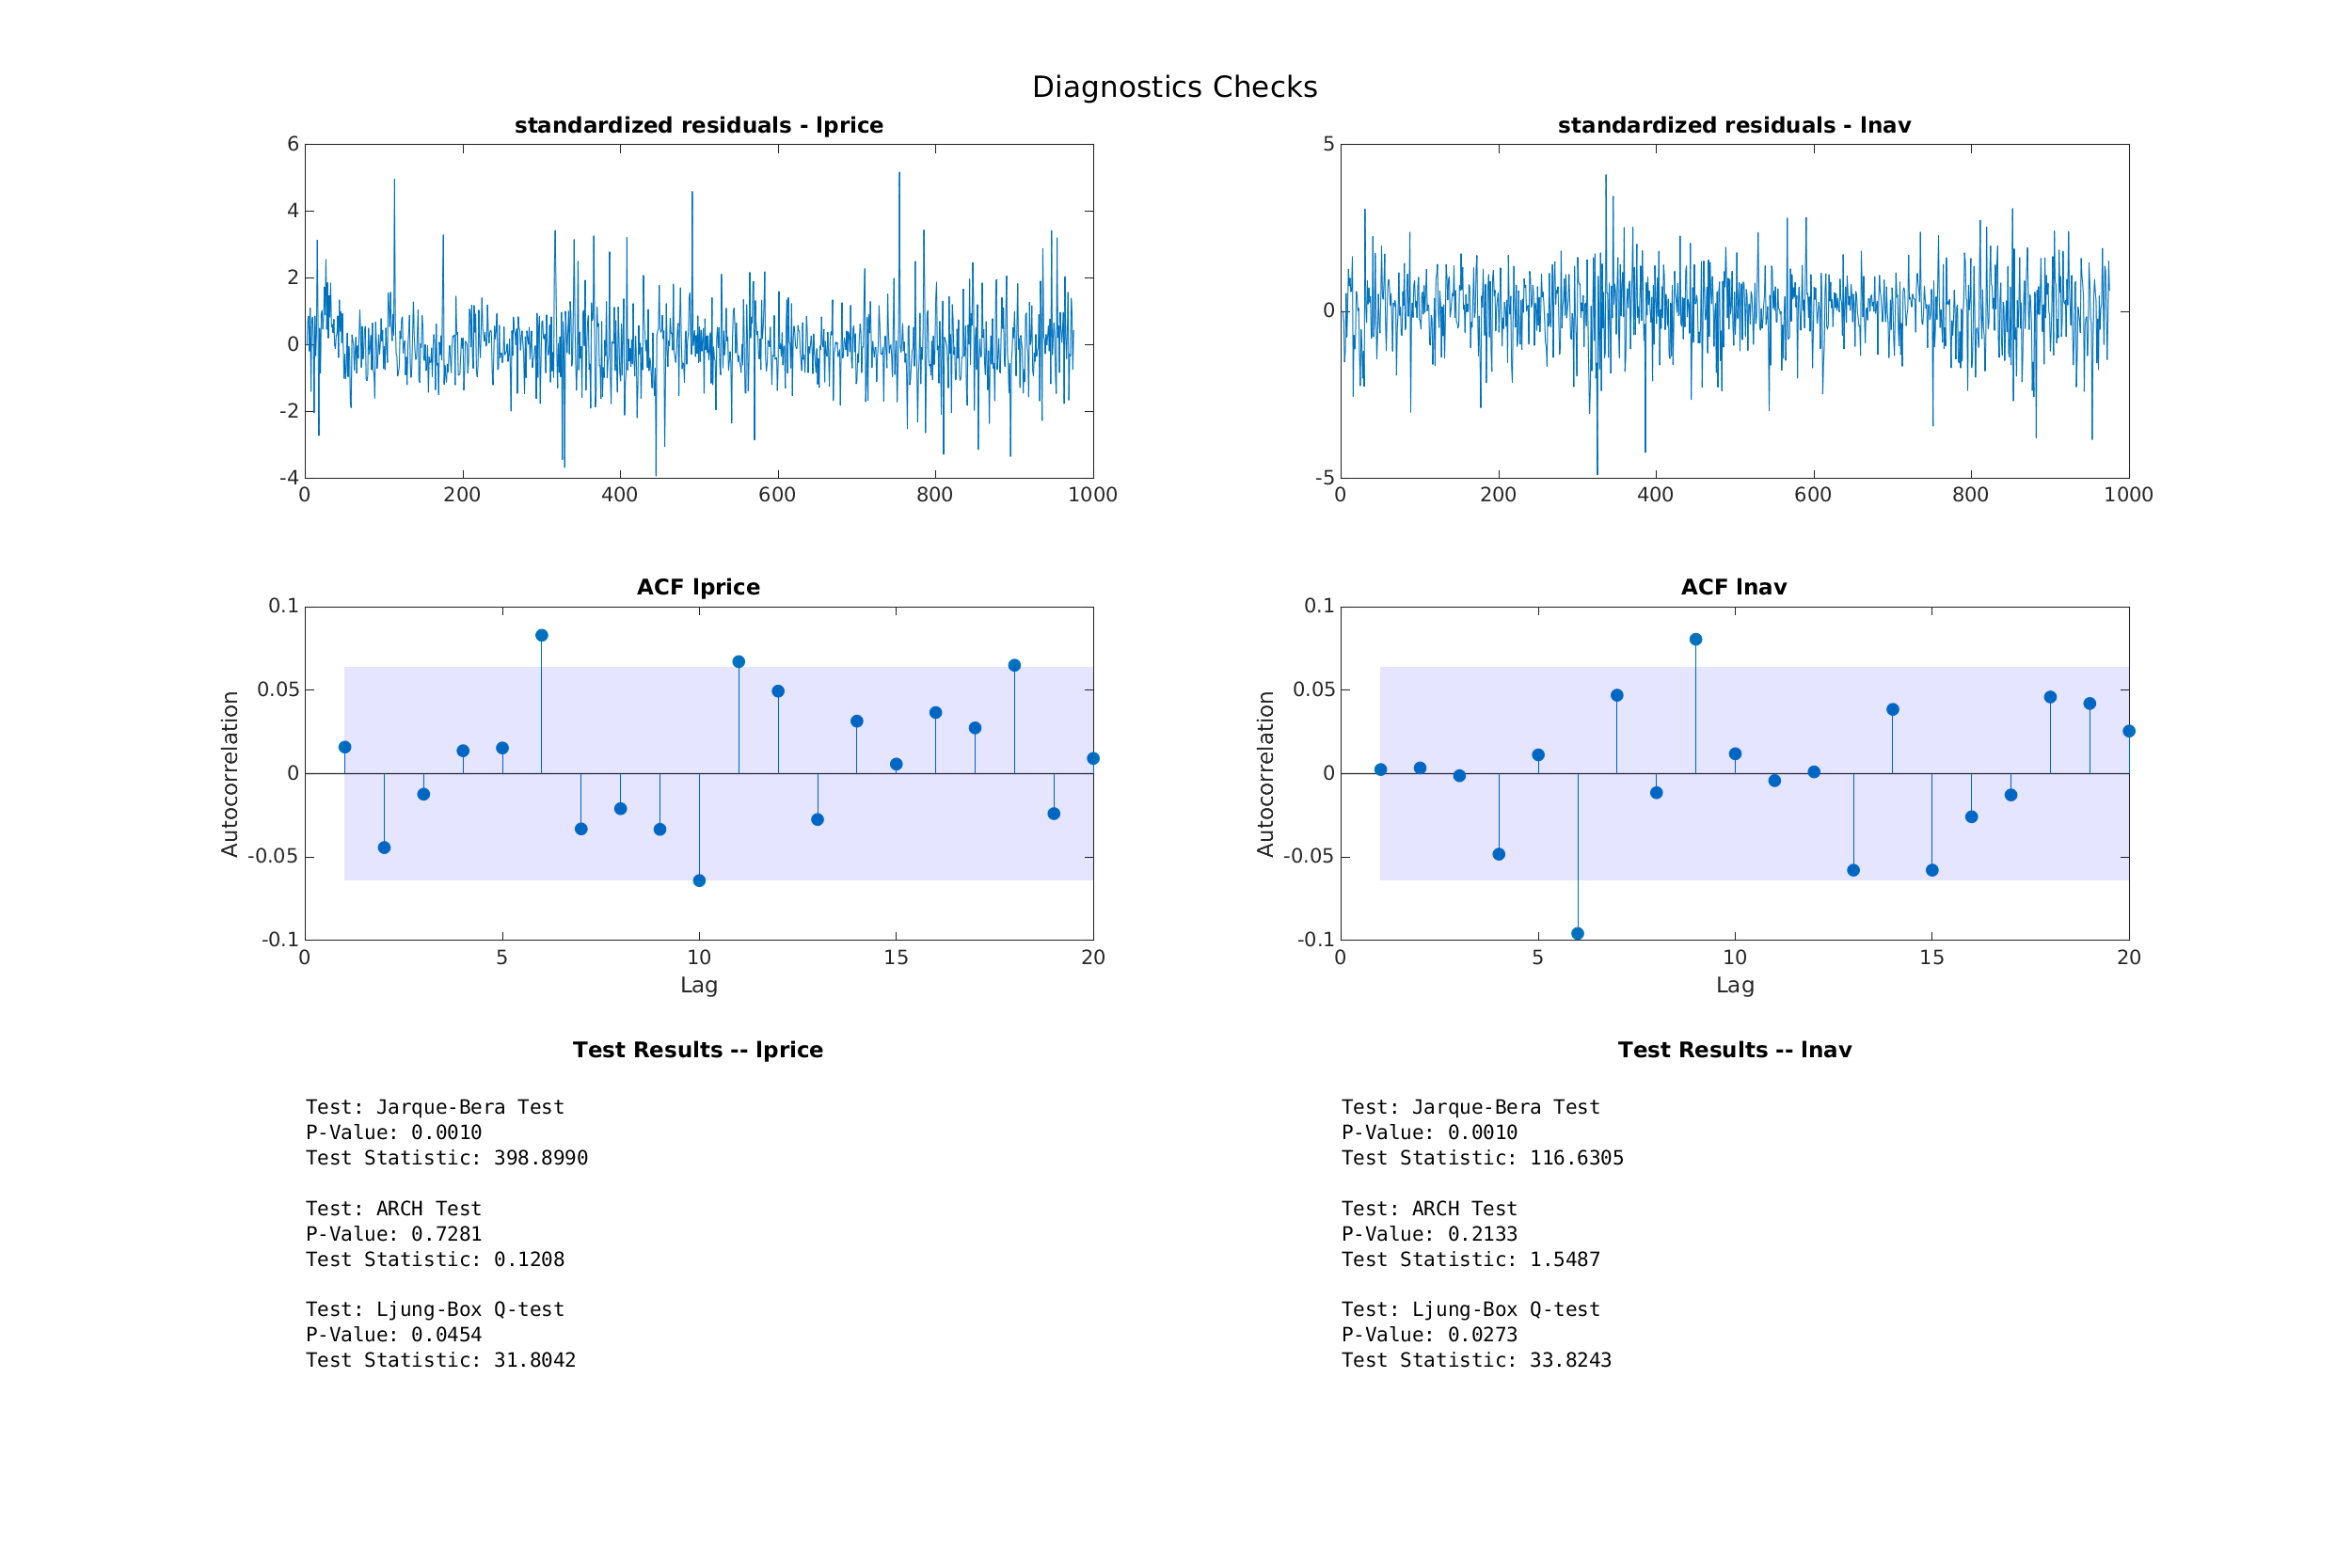 Diagnostics Checks
standardized residuals - lprice
6
4
2
0
-2
-4
0 200 400 600 800 1000
standardized residuals - lnav
5
0
-5
0 200 400 600 800 1000
ACF lprice
Autocorrelation
0.1
0.05
0
-0.05
-0.1
0 5 10 15 20
Lag
ACF lnav
Autocorrelation
0.1
0.05
0
-0.05
-0.1
0 5 10 15 20
Lag
Test Results -- lprice
Test: Jarque-Bera Test
P-Value: 0.0010
Test Statistic: 398.8990
Test: ARCH Test
P-Value: 0.7281
Test Statistic: 0.1208
Test: Ljung-Box Q-test
P-Value: 0.0454
Test Statistic: 31.8042
Test Results -- lnav
Test: Jarque-Bera Test
P-Value: 0.0010
Test Statistic: 116.6305
Test: ARCH Test
P-Value: 0.2133
Test Statistic: 1.5487
Test: Ljung-Box Q-test
P-Value: 0.0273
Test Statistic: 33.8243